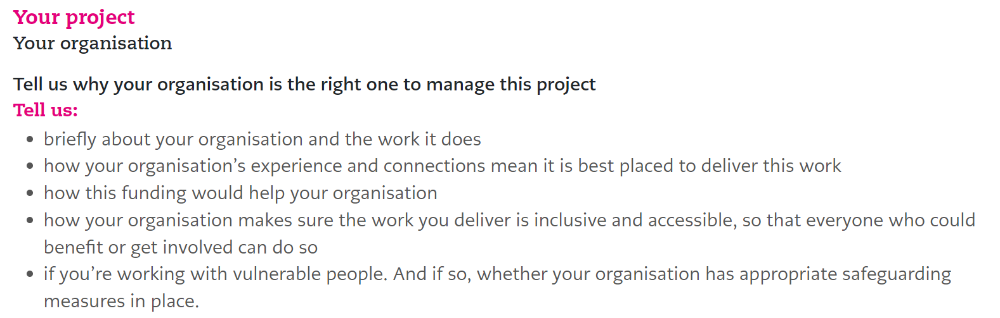 Your project
Your organisation
Tell us why your organisation is the right one to manage this project
Tell us:
• briefly about your organisation and the work it does
• how your organisation’s experience and connections mean it is best placed to deliver this work
• how this funding would help your organisation
• how your organisation makes sure the work you deliver is inclusive and accessible, so that everyone who could
benefit or get involved can do so
• if you’re working with vulnerable people. And if so, whether your organisation has appropriate safeguarding
measures in place.